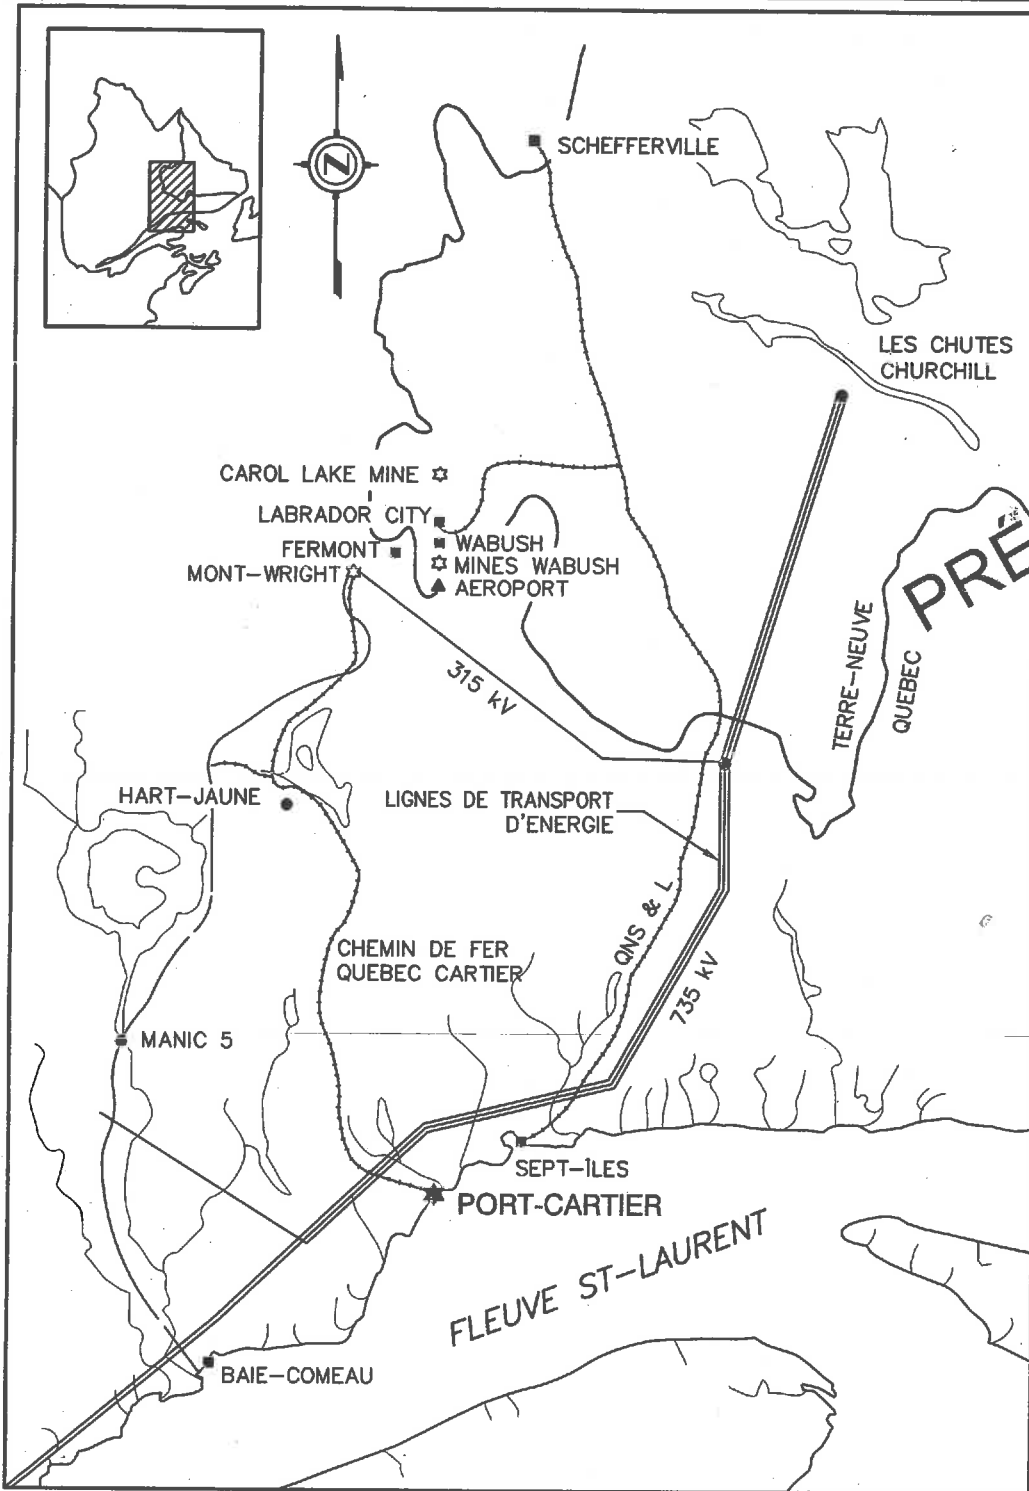 N
SCHEFFERVILLE
LES CHUTES
CHURCHILL
CAROL LAKE MINE
LABRADOR CITY
WABUSH
FERMONT
MINES WABUSH
MONT-WRIGHT
AEROPORT
PRÉ
TERRE-NEUVE
QUEBEC
315 kV
HART-JAUNE
LIGNES DE TRANSPORT
D'ENERGIE
QNS & L
CHEMIN DE FER
QUEBEC CARTIER
735 kV
MANIC 5
SEPT-ÎLES
PORT-CARTIER
FLEUVE ST-LAURENT
BAIE-COMEAU